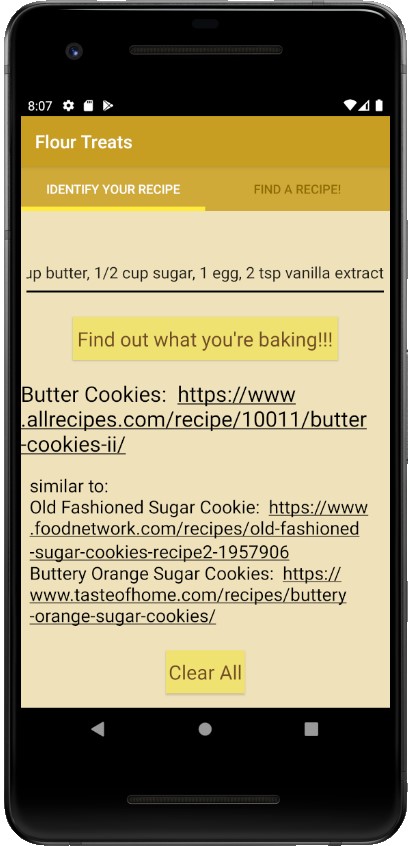 8:07
Flour Treats
IDENTIFY YOUR RECIPE FIND A RECIPE!
butter, 1/2 cup sugar, 1 egg, 2 tsp vanilla extract
Find out what you're baking!!!
Butter Cookies: https://www
.allrecipes.com/recipe/10011/butter
-cookies-ii/
similar to:
Old Fashioned Sugar Cookie: https://www
.foodnetwork.com/recipes/old-fashioned
-sugar-cookies-recipe2-1957906
Buttery Orange Sugar Cookies: https://
www.tasteofhome.com/recipes/buttery
-orange-sugar-cookies/
Clear All